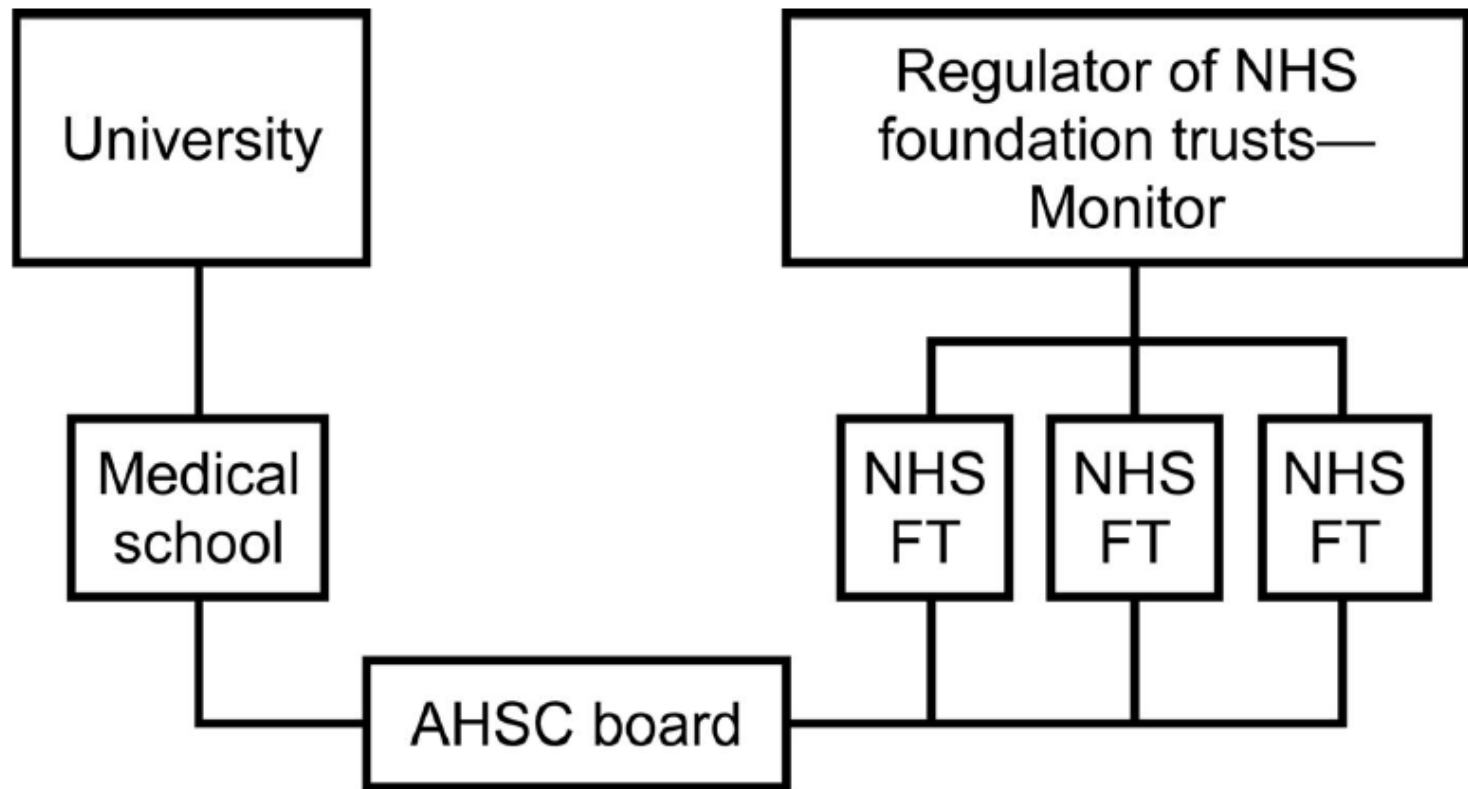 University
Regulator of NHS
foundation trusts—
Monitor
Medical
school
NHS
FT
NHS
FT
NHS
FT
AHSC board